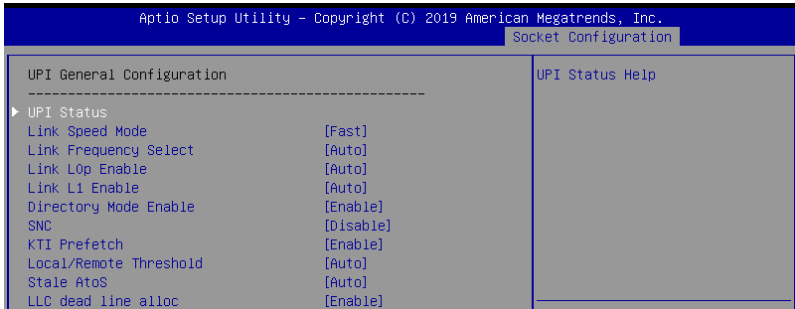 Aptio Setup Utility – Copyright (C) 2019 American Megatrends, Inc.
Socket Configuration
UPI General Configuration
UPI Status Help
--------------------------------------------------
UPI Status
Link Speed Mode [Fast]
Link Frequency Select [Auto]
Link L0p Enable [Auto]
Link L1 Enable [Auto]
Directory Mode Enable [Enable]
SNC [Disable]
KTI Prefetch [Enable]
Local/Remote Threshold [Auto]
Stale AtoS [Auto]
LLC dead line alloc [Enable]